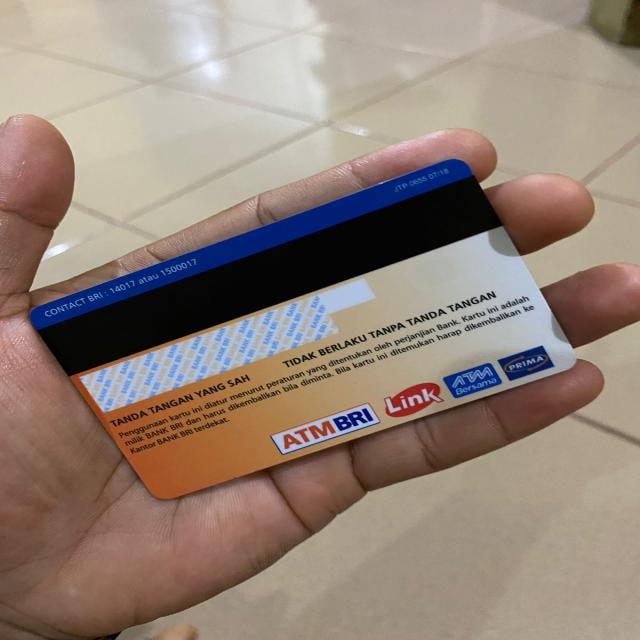 JTP 0655 07/18
CONTACT BRI : 14017 atau 1500017
TANDA TANGAN YANG SAH
TIDAK BERLAKU TANPA TANDA TANGAN
Penggunaan kartu ini diatur menurut peraturan yang ditentukan oleh perjanjian Bank. Kartu ini adalah
milik BANK BRI dan harus dikembalikan bila diminta. Bila kartu ini ditemukan harap dikembalikan ke
Kantor BANK BRI terdekat.
ATM BRI
Link
ATM
Bersama
PRIMA